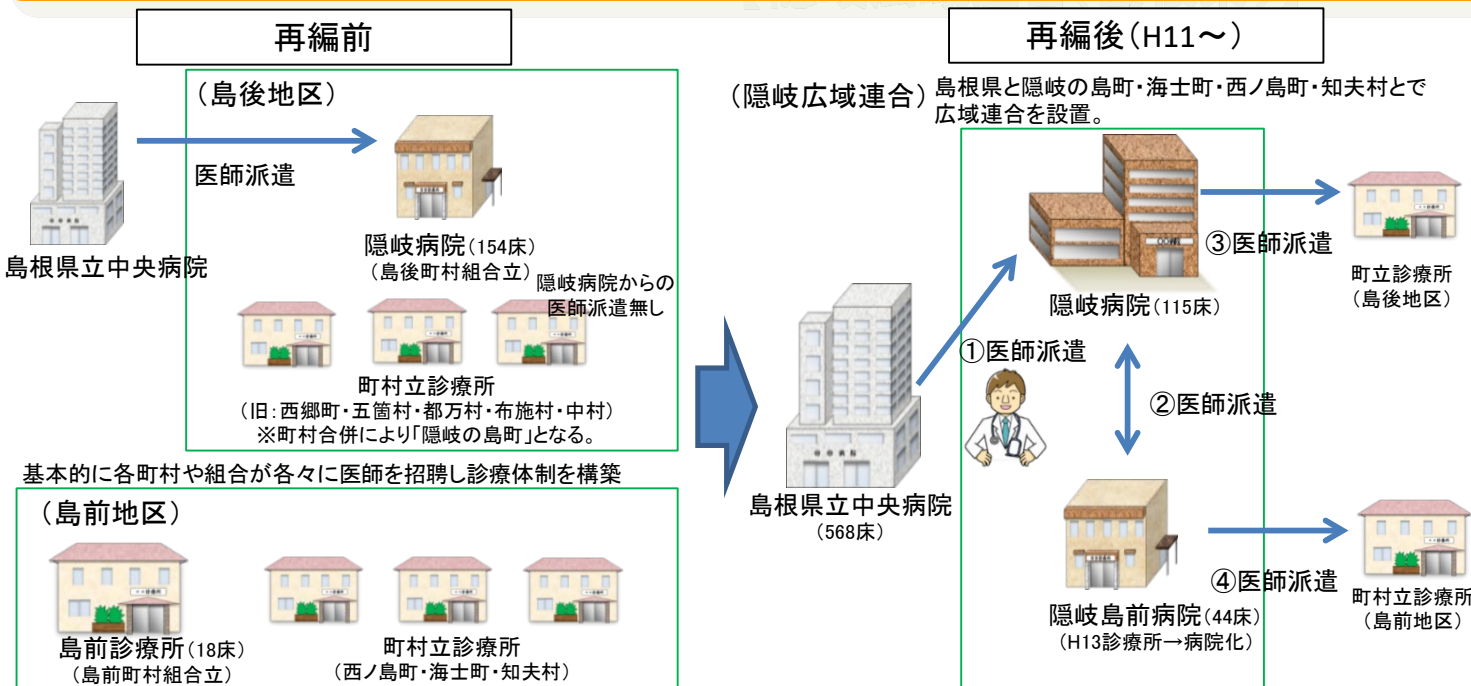 再編前
(島後地区)
医師派遣
島根県立中央病院
隠岐病院(154床)
(島後町村組合立)
隠岐病院からの
医師派遣無し
町村立診療所
(旧:西郷町・五箇村・都万村・布施村・中村)
※町村合併により「隠岐の島町」となる。
基本的に各町村や組合が各々に医師を招聘し診療体制を構築
(島前地区)
島前診療所(18床)
(島前町村組合立)
町村立診療所
(西ノ島町・海士町・知夫村)
再編後(H11~)
(隠岐広域連合)
島根県と隠岐の島町・海士町・西ノ島町・知夫村とで
広域連合を設置。
島根県立中央病院
(568床)
①医師派遣
隠岐病院(115床)
②医師派遣
③医師派遣
町立診療所
(島後地区)
隠岐島前病院(44床)
(H13診療所→病院化)
④医師派遣
町村立診療所
(島前地区)